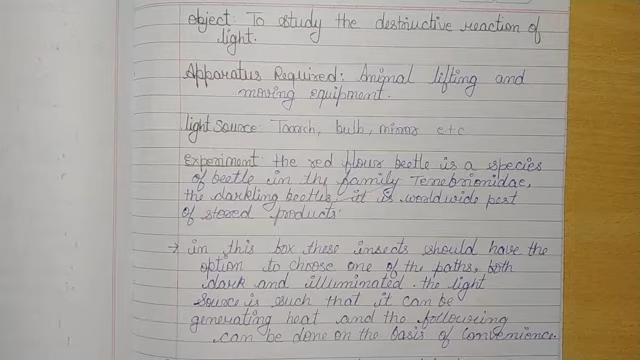 object: To study the destructive reaction of
light.
Apparatus Required: Animal lifting and
moving equipment.
light source: Torch, bulb, mirror etc
Experiment: the red flour beetle is a species
of beetle in the family Tenebrionidae,
the darkling beetles. it is worldwide pest
of stored products.
→ in this box these insects should have the
option to choose one of the paths, both
dark and illuminated. the light
source is such that it can be
generating heat and the following
can be done on the basis of convenience.